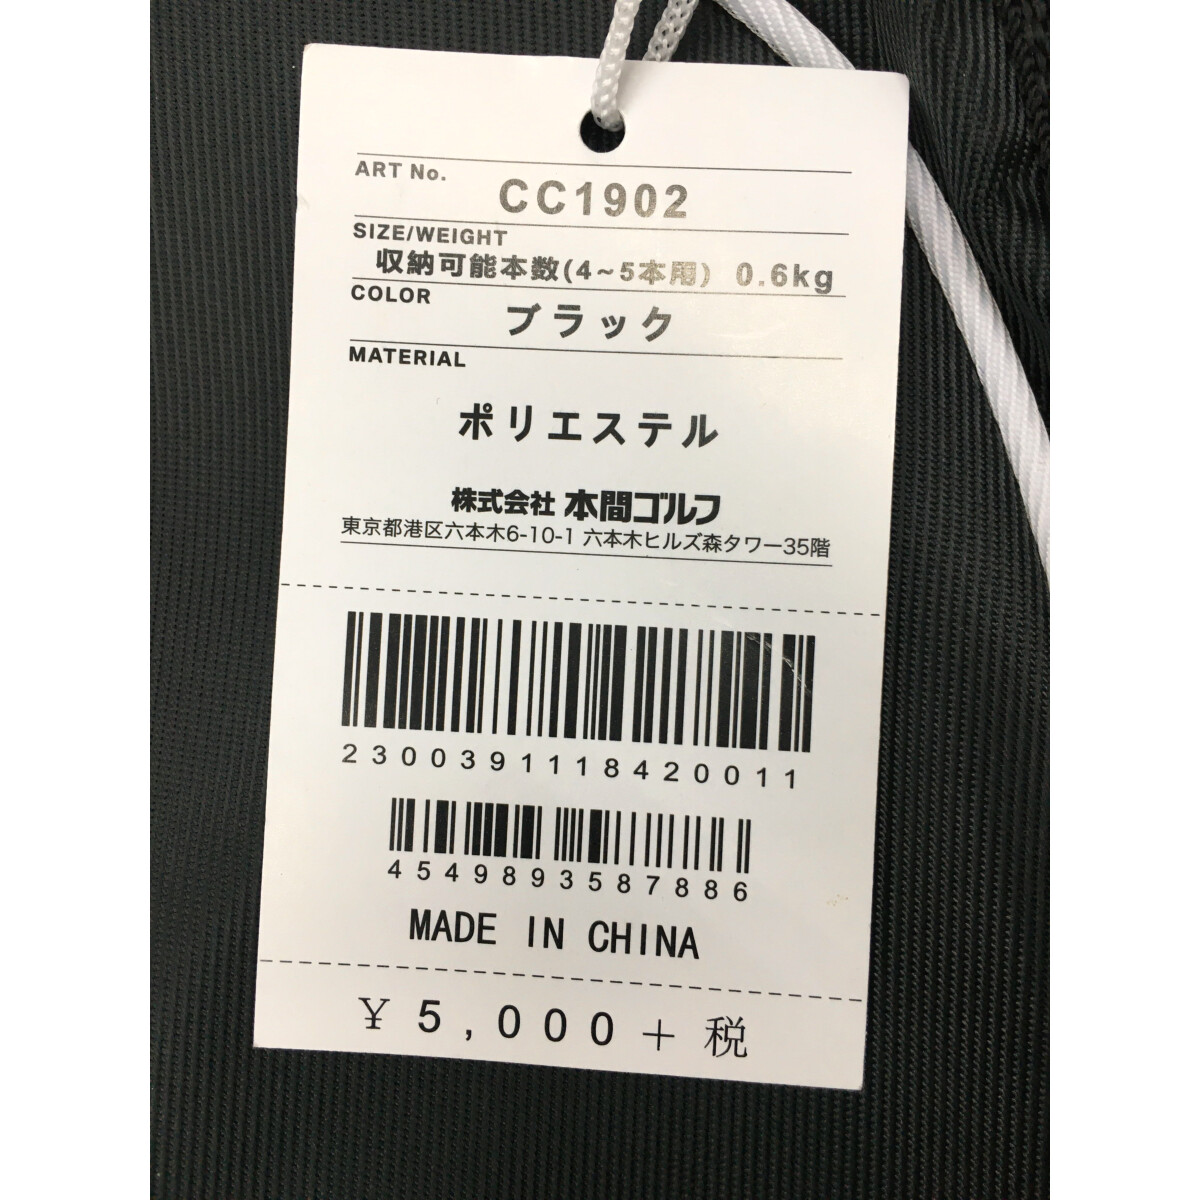 ART No. CC1902
SIZE/WEIGHT
収納可能本数(4~5本用) 0.6kg
COLOR ブラック
MATERIAL
ポリエステル
株式会社 本間ゴルフ
東京都港区六本木6-10-1 六本木ヒルズ森タワー35階
2300391118420011
4549893587886
MADE IN CHINA
¥5,000+税